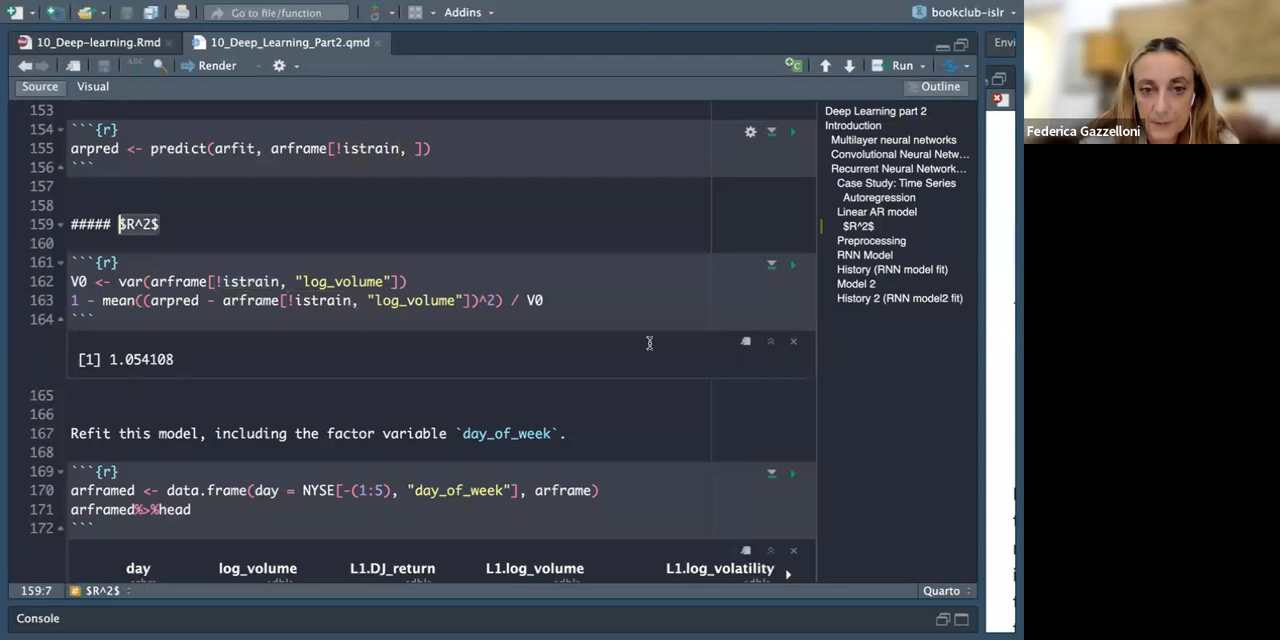 Go to file/function
Addins
bookclub-islr
10_Deep-learning.Rmd
10_Deep_Learning_Part2.qmd
Envi
ABC
Render
Run
Source
Visual
Outline
153
154 ```{r}
155 arpred <- predict(arfit, arframe[!istrain, ])
156 ```
157
158
159 ##### $R^2$
160
161 ```{r}
162 V0 <- var(arframe[!istrain, "log_volume"])
163 1 - mean((arpred - arframe[!istrain, "log_volume"])^2) / V0
164 ```
[1] 1.054108
165
166
167 Refit this model, including the factor variable `day_of_week`.
168
169 ```{r}
170 arframed <- data.frame(day = NYSE[-(1:5), "day_of_week"], arframe)
171 arframed%>%head
172 ```
day log_volume L1.DJ_return L1.log_volume L1.log_volatility
Deep Learning part 2
Introduction
Multilayer neural networks
Convolutional Neural Netw...
Recurrent Neural Network...
Case Study: Time Series
Autoregression
Linear AR model
$R^2$
Preprocessing
RNN Model
History (RNN model fit)
Model 2
History 2 (RNN model2 fit)
159:7
$R^2$
Quarto
Console
Federica Gazzelloni